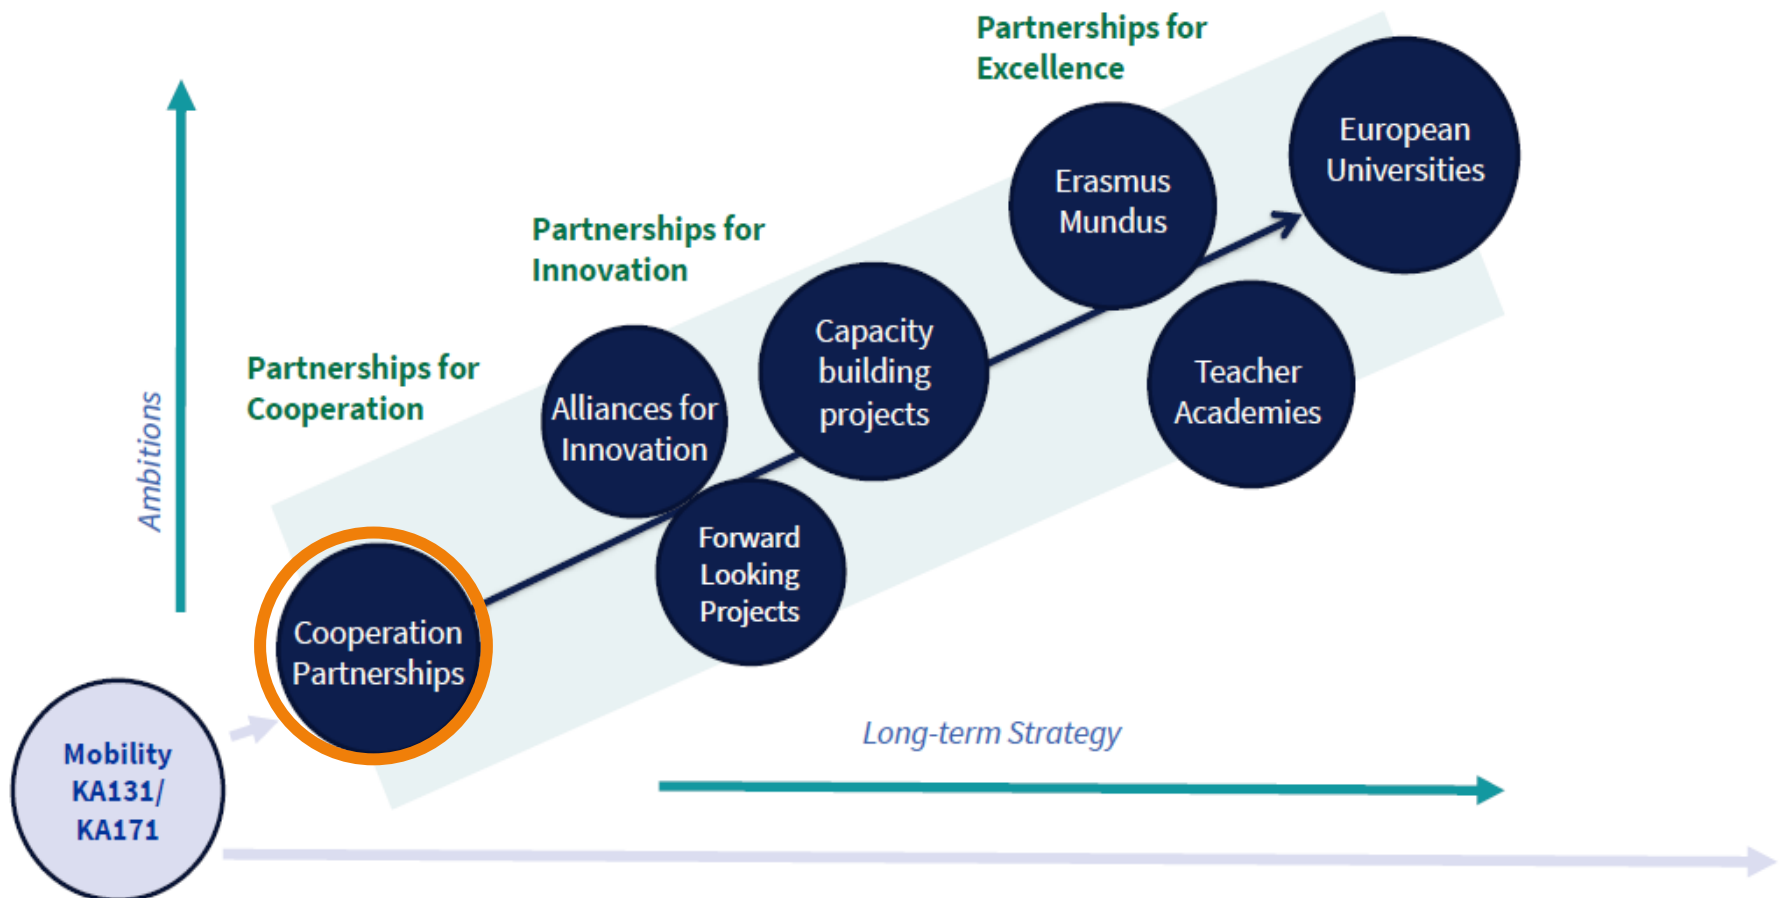 Partnerships for
Excellence
European
Universities
Erasmus
Mundus
Partnerships for
Innovation
Capacity
building
projects
Partnerships for
Cooperation
Alliances for
Innovation
Teacher
Academies
Ambitions
Forward
Looking
Projects
Cooperation
Partnerships
Long-term Strategy
Mobility
KA131/
KA171